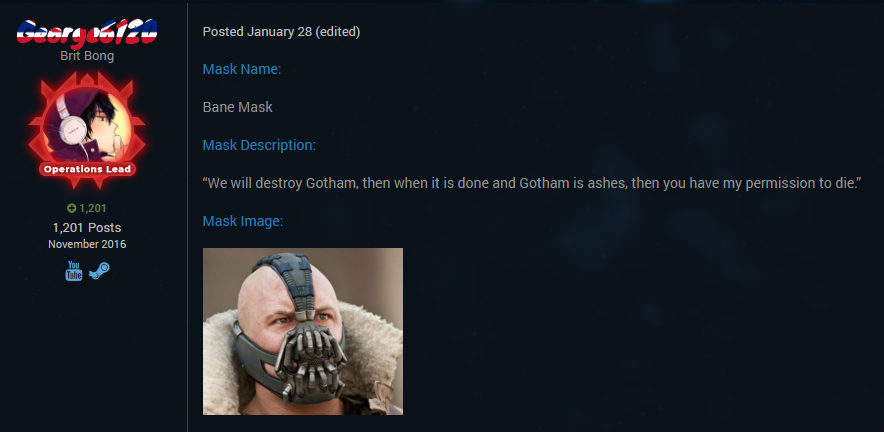 George6120
Brit Bong
Operations Lead
1,201
1,201 Posts
November 2016
You
Tube
Posted January 28 (edited)
Mask Name:
Bane Mask
Mask Description:
“We will destroy Gotham, then when it is done and Gotham is ashes, then you have my permission to die.”
Mask Image: